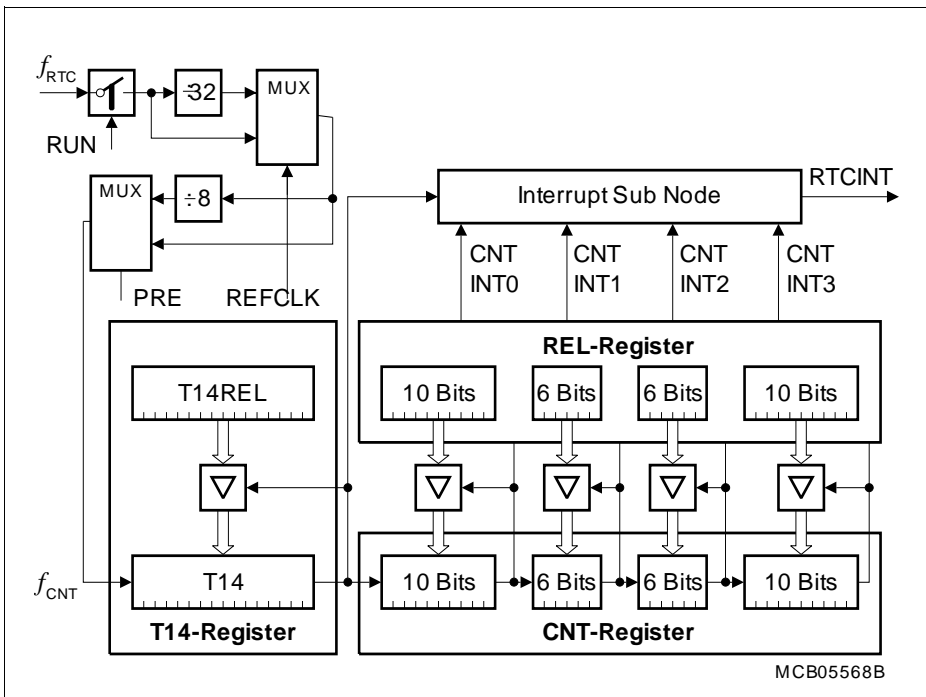 fRTC
÷32
MUX
RUN
MUX
÷8
Interrupt Sub Node
RTCINT
PRE
REFCLK
CNT
INT0
CNT
INT1
CNT
INT2
CNT
INT3
REL-Register
T14REL
10 Bits
6 Bits
6 Bits
10 Bits
fCNT
T14
10 Bits
6 Bits
6 Bits
10 Bits
T14-Register
CNT-Register
MCB05568B